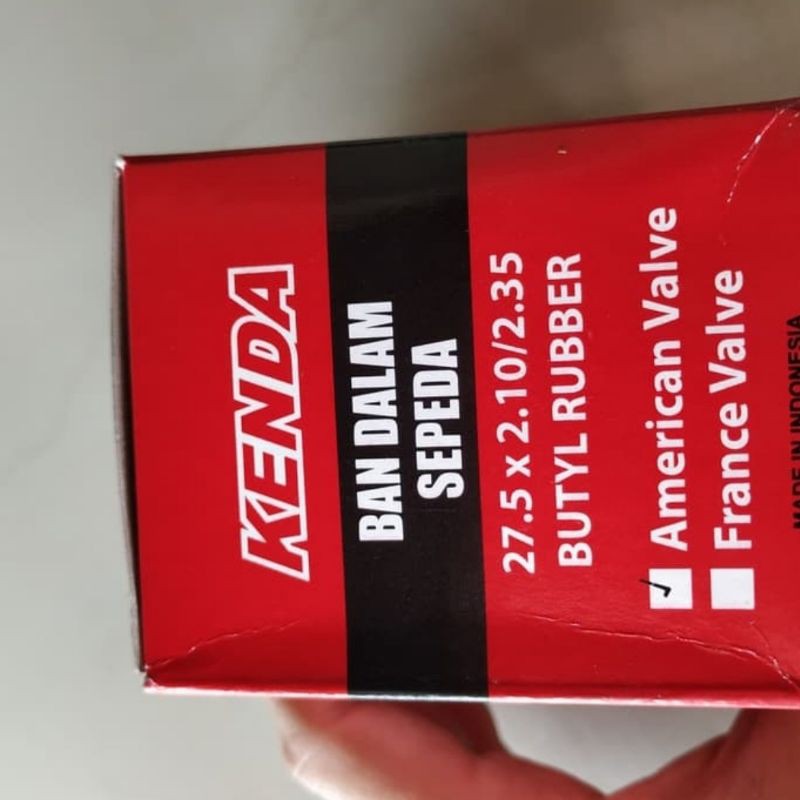 KENDA
BAN DALAM
SEPEDA
27.5 x 2.10/2.35
BUTYL RUBBER
American Valve
France Valve
MADE IN INDONESIA